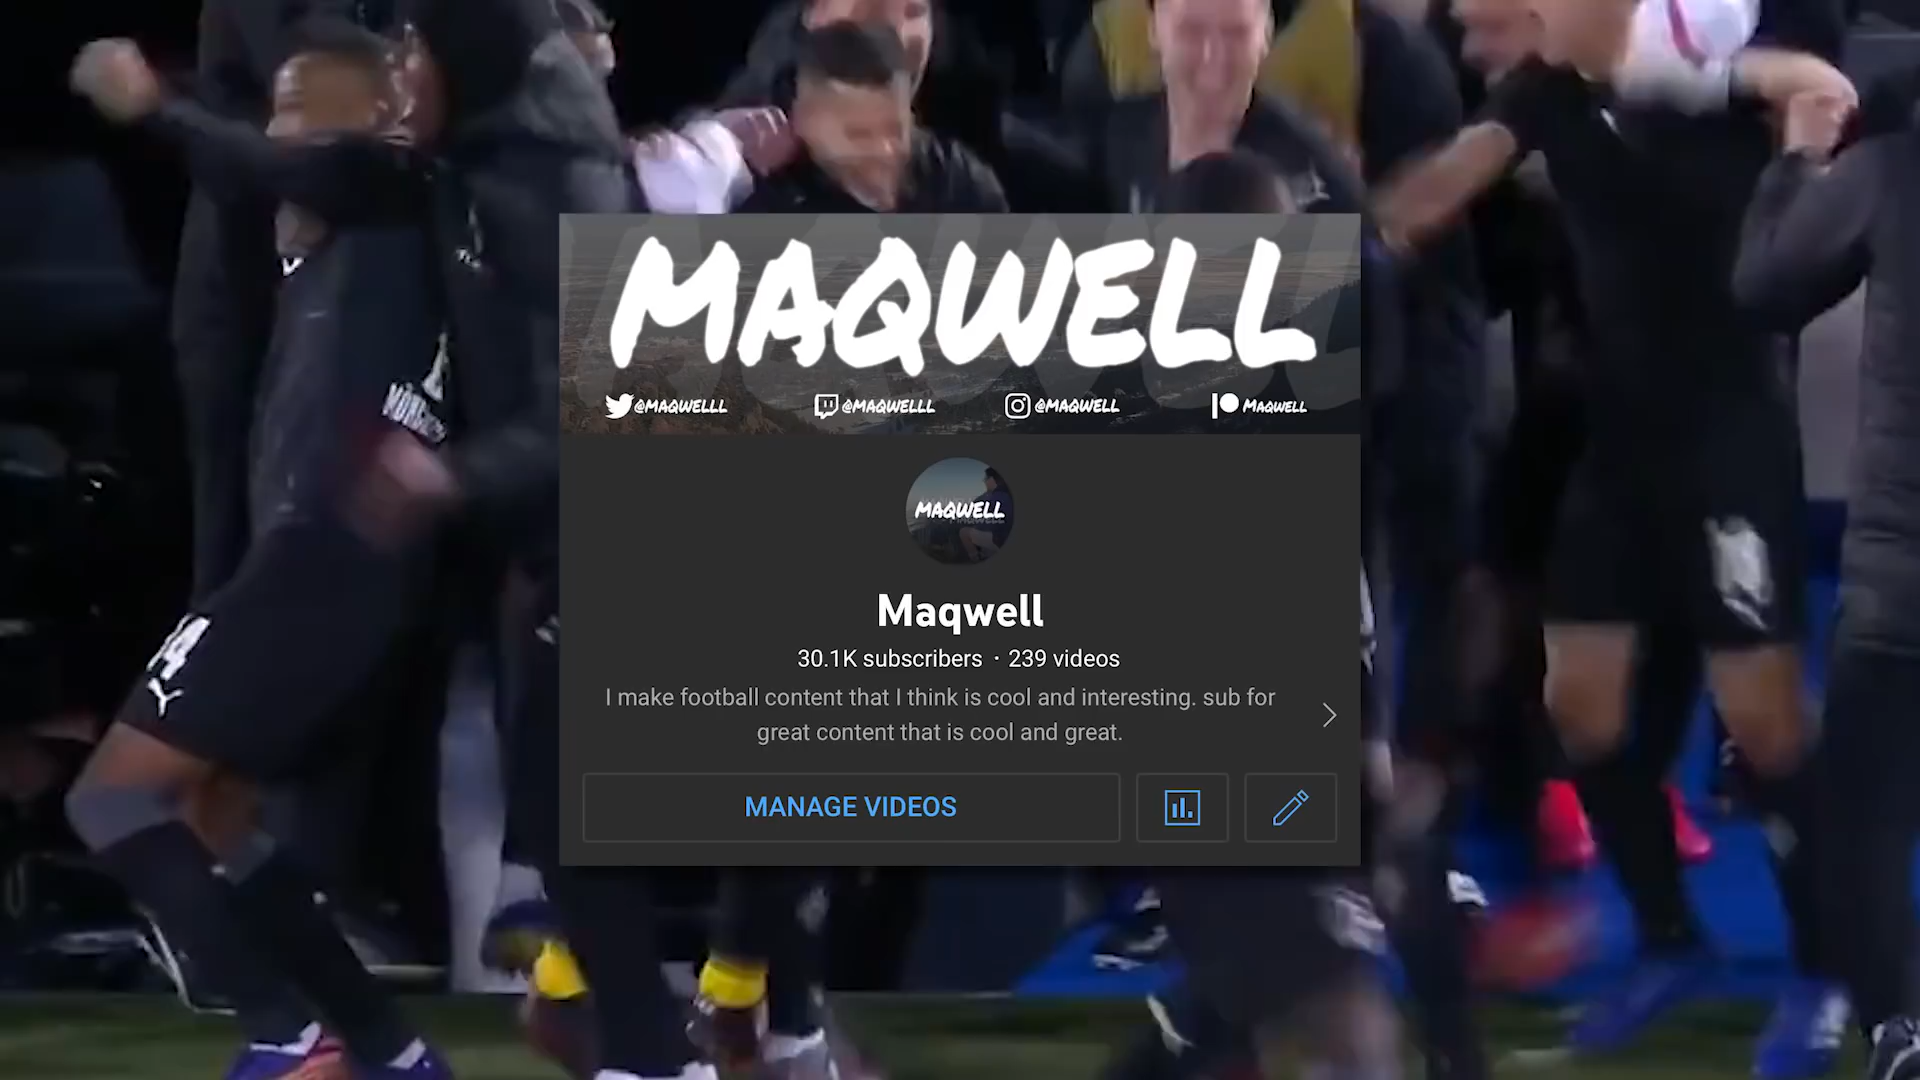 MAQWELL
@MAQWELLL
@MAQWELLL
@MAQWELL
MAQWELL
MAQWELL
Maqwell
30.1K subscribers · 239 videos
I make football content that I think is cool and interesting. sub for
great content that is cool and great.
MANAGE VIDEOS